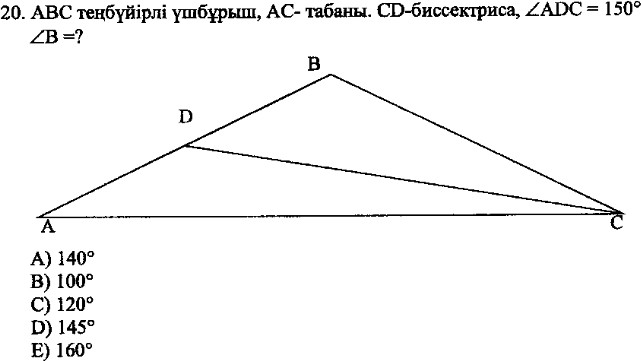 20. ABC теңбүйірлі үшбұрыш, AC- табаны. CD-биссектриса, ∠ADC = 150°
∠B =?
B
D
A
C
A) 140°
B) 100°
C) 120°
D) 145°
E) 160°